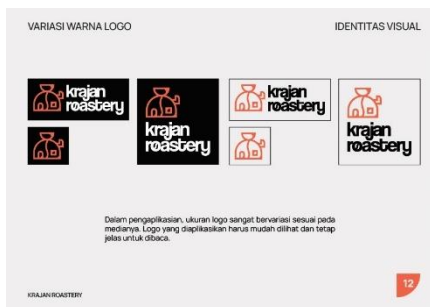 VARIASI WARNA LOGO
IDENTITAS VISUAL
krajan
roastery
krajan
roastery
krajan
roastery
krajan
roastery
Dalam pengaplikasian, ukuran logo sangat bervariasi sesuai pada
medianya. Logo yang diaplikasikan harus mudah dilihat dan tetap
jelas untuk dibaca.
KRAJAN ROASTERY
12